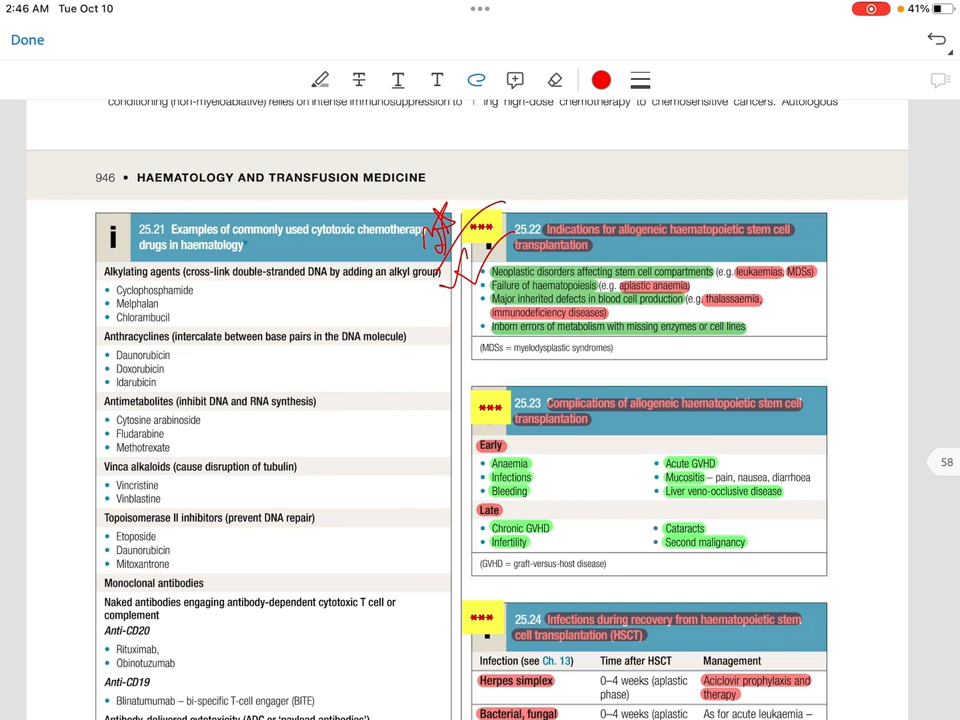 2:46 AM Tue Oct 10
41%
Done
conditioning (non-myeloablative) relies on intense immunosuppression to
ing high-dose chemotherapy to chemosensitive cancers. Autologous
946 • HAEMATOLOGY AND TRANSFUSION MEDICINE
i
25.21 Examples of commonly used cytotoxic chemotherapy
drugs in haematology*
Alkylating agents (cross-link double-stranded DNA by adding an alkyl group)
• Cyclophosphamide
• Melphalan
• Chlorambucil
Anthracyclines (intercalate between base pairs in the DNA molecule)
• Daunorubicin
• Doxorubicin
• Idarubicin
Antimetabolites (inhibit DNA and RNA synthesis)
• Cytosine arabinoside
• Fludarabine
• Methotrexate
Vinca alkaloids (cause disruption of tubulin)
• Vincristine
• Vinblastine
Topoisomerase II inhibitors (prevent DNA repair)
• Etoposide
• Daunorubicin
• Mitoxantrone
Monoclonal antibodies
Naked antibodies engaging antibody-dependent cytotoxic T cell or
complement
Anti-CD20
• Rituximab,
• Obinotuzumab
Anti-CD19
• Blinatumumab – bi-specific T-cell engager (BITE)
Antibody-delivered cytotoxicity (ADC or 'payload antibodies')
***
25.22 Indications for allogeneic haematopoietic stem cell
transplantation
• Neoplastic disorders affecting stem cell compartments (e.g. leukaemias, MDSs)
• Failure of haematopoiesis (e.g. aplastic anaemia)
• Major inherited defects in blood cell production (e.g. thalassaemia,
immunodeficiency diseases)
• Inborn errors of metabolism with missing enzymes or cell lines
(MDSs = myelodysplastic syndromes)
***
25.23 Complications of allogeneic haematopoietic stem cell
transplantation
Early
• Anaemia
• Infections
• Bleeding
• Acute GVHD
• Mucositis – pain, nausea, diarrhoea
• Liver veno-occlusive disease
Late
• Chronic GVHD
• Infertility
• Cataracts
• Second malignancy
(GVHD = graft-versus-host disease)
***
25.24 Infections during recovery from haematopoietic stem
cell transplantation (HSCT)
Infection (see Ch. 13) Time after HSCT Management
Herpes simplex 0–4 weeks (aplastic Aciclovir prophylaxis and
phase) therapy
Bacterial, fungal 0–4 weeks (aplastic As for acute leukaemia –
58